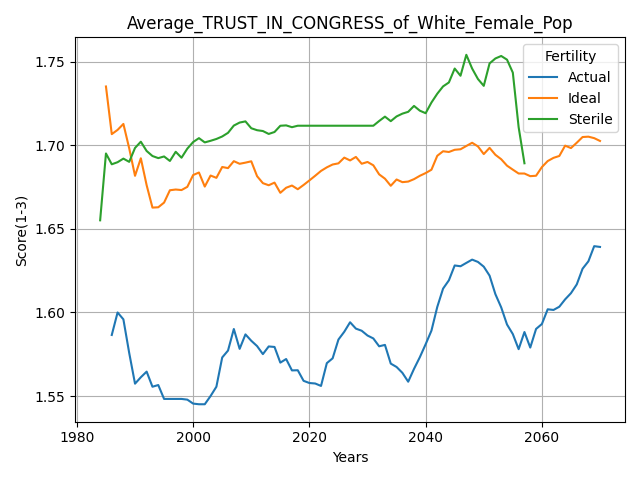 Average_TRUST_IN_CONGRESS_of_White_Female_Pop
Score(1-3)
1.75
1.70
1.65
1.60
1.55
Fertility
Actual
Ideal
Sterile
1980
2000
2020
2040
2060
Years